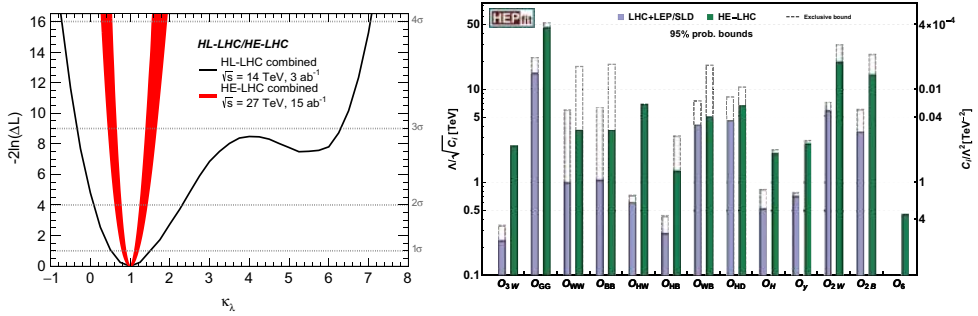 16
14
12
10
8
6
4
2
0
-2ln(ΔL)
HL-LHC/HE-LHC
HL-LHC combined
√s = 14 TeV, 3 ab⁻¹
HE-LHC combined
√s = 27 TeV, 15 ab⁻¹
4σ
3σ
2σ
1σ
−1 0 1 2 3 4 5 6 7 8
κλ
HEPfit
LHC+LEP/SLD HE-LHC Exclusive bound
95% prob. bounds
Λ/√Ci [TeV]
10
5
1
0.5
0.1
4×10⁻⁴
0.01
0.04
1
4
Ci/Λ² [TeV⁻²]
O3W OGG OWW OBB OHW OHB OWB OHD OH Oy O2W O2B O6